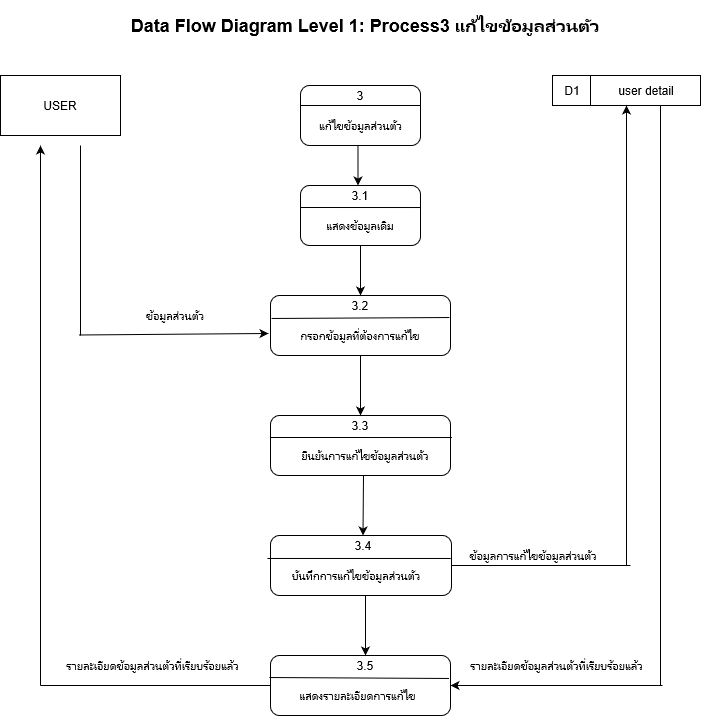 Data Flow Diagram Level 1: Process3 แก้ไขข้อมูลส่วนตัว
USER
3
แก้ไขข้อมูลส่วนตัว
D1
user detail
3.1
แสดงข้อมูลเดิม
3.2
กรอกข้อมูลที่ต้องการแก้ไข
ข้อมูลส่วนตัว
3.3
ยืนยันการแก้ไขข้อมูลส่วนตัว
3.4
บันทึกการแก้ไขข้อมูลส่วนตัว
ข้อมูลการแก้ไขข้อมูลส่วนตัว
รายละเอียดข้อมูลส่วนตัวที่เรียบร้อยแล้ว
3.5
แสดงรายละเอียดการแก้ไข
รายละเอียดข้อมูลส่วนตัวที่เรียบร้อยแล้ว